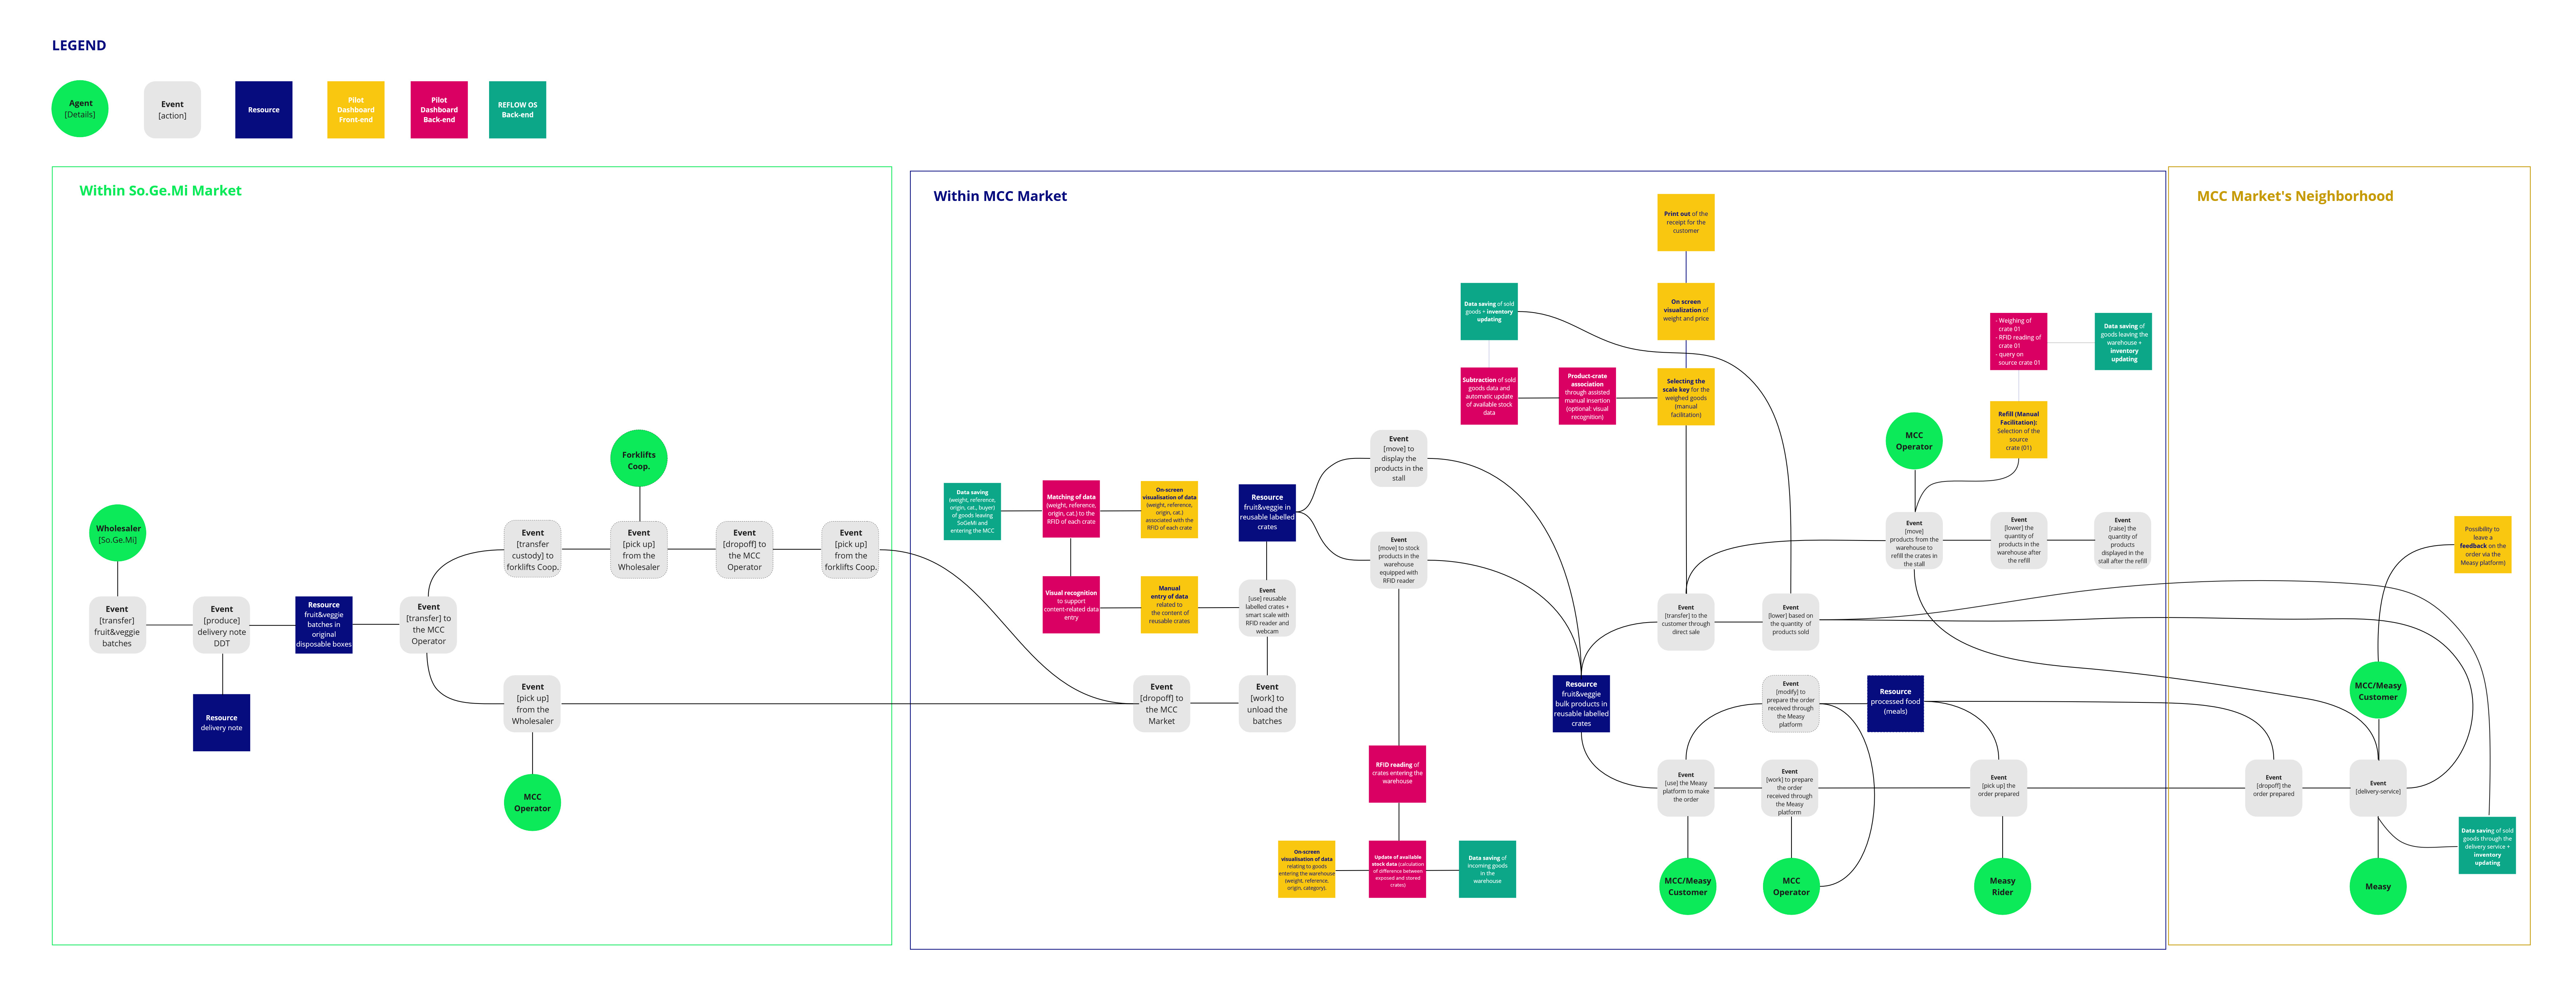 LEGEND
Agent
[Details]
Event
[action]
Resource
Pilot
Dashboard
Front-end
Pilot
Dashboard
Back-end
REFLOW OS
Back-end
Within So.Ge.Mi Market
Wholesaler
[So.Ge.Mi]
Event
[transfer]
fruit&veggie
batches
Event
[produce]
delivery note
DDT
Resource
delivery note
Resource
fruit&veggie
batches in
original
disposable boxes
Event
[transfer] to
the MCC
Operator
Event
[transfer
custody] to
forklifts Coop.
Forklifts
Coop.
Event
[pick up]
from the
Wholesaler
Event
[dropoff] to
the MCC
Operator
Event
[pick up]
from the
forklifts Coop.
Event
[pick up]
from the
Wholesaler
MCC
Operator
Within MCC Market
Data saving
(weight, reference,
origin, cat., buyer)
of goods leaving
SoGeMi and
entering the MCC
Matching of data
(weight, reference,
origin, cat.) to the
RFID of each crate
On-screen
visualisation of data
(weight, reference,
origin, cat.)
associated with the
RFID of each crate
Visual recognition
to support
content-related data
entry
Manual
entry of data
related to
the content of
reusable crates
Resource
fruit&veggie in
reusable labelled
crates
Event
[use] reusable
labelled crates +
smart scale with
RFID reader and
webcam
Event
[dropoff] to
the MCC
Market
Event
[work] to
unload the
batches
Event
[move] to
display the
products in the
stall
Event
[move] to stock
products in the
warehouse
equipped with
RFID reader
RFID reading of
crates entering the
warehouse
On-screen
visualisation of data
relating to goods
entering the warehouse
(weight, reference,
origin, category).
Update of available
stock data (calculation
of difference between
exposed and stored
crates)
Data saving of
incoming goods
in the
warehouse
Print out of the
receipt for the
customer
On screen
visualization of
weight and price
Data saving of sold
goods + inventory
updating
Subtraction of sold
goods data and
automatic update
of available stock
data
Product-crate
association
through assisted
manual insertion
(optional: visual
recognition)
Selecting the
scale key for the
weighed goods
(manual
facilitation)
Resource
fruit&veggie
bulk products in
reusable labelled
crates
Event
[transfer] to the
customer through
direct sale
Event
[lower] based on
the quantity of
products sold
Event
[modify] to
prepare the order
received through
the Measy
platform
Resource
processed food
(meals)
Event
[use] the Measy
platform to make
the order
Event
[work] to prepare
the order
received through
the Measy
platform
Event
[pick up] the
order prepared
MCC/Measy
Customer
MCC
Operator
Measy
Rider
- Weighing of
crate 01
- RFID reading of
crate 01
- query on
source crate 01
Data saving of
goods leaving the
warehouse +
inventory
updating
Refill (Manual
Facilitation):
Selection of the
source
crate (01)
MCC
Operator
Event
[move]
products from the
warehouse to
refill the crates in
the stall
Event
[lower] the
quantity of
products in the
warehouse after
the refill
Event
[raise] the
quantity of
products
displayed in the
stall after the refill
MCC Market's Neighborhood
Possibility to
leave a
feedback on the
order via the
Measy platform)
MCC/Measy
Customer
Event
[dropoff] the
order prepared
Event
[delivery-service]
Data saving of sold
goods through the
delivery service +
inventory
updating
Measy